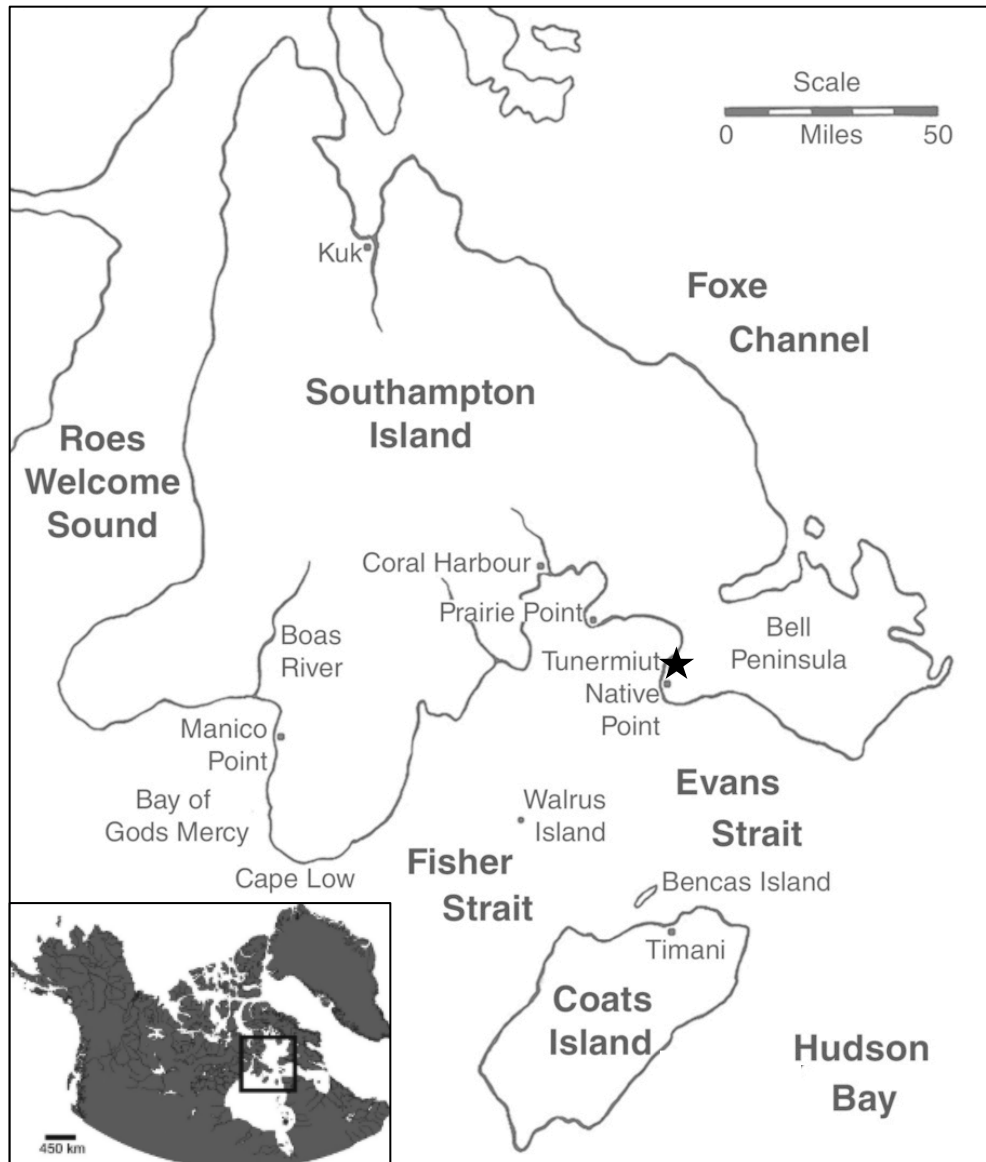 Scale
0 Miles 50
Kuk
Foxe
Channel
Southampton
Island
Roes
Welcome
Sound
Coral Harbour
Prairie Point
Boas
River
Bell
Peninsula
Tunermiut
Native
Point
Manico
Point
Evans
Strait
Bay of
Gods Mercy
Walrus
Island
Fisher
Strait
Cape Low
Bencas Island
Timani
Coats
Island
Hudson
Bay
450 km